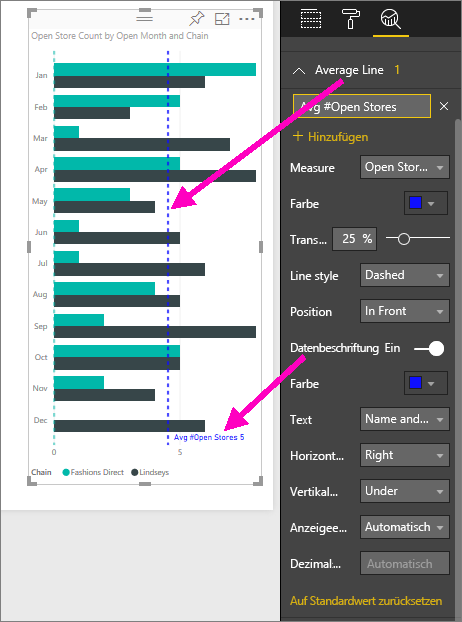 Open Store Count by Open Month and Chain
Jan
Feb
Mar
Apr
May
Jun
Jul
Aug
Sep
Oct
Nov
Dec
Avg #Open Stores 5
0
5
Chain
Fashions Direct
Lindseys
Average Line 1
Avg #Open Stores
+ Hinzufügen
Measure Open Stor...
Farbe
Trans... 25 %
Line style Dashed
Position In Front
Datenbeschriftung Ein
Farbe
Text Name and...
Horizont... Right
Vertikal... Under
Anzeigee... Automatisch
Dezimal... Automatisch
Auf Standardwert zurücksetzen